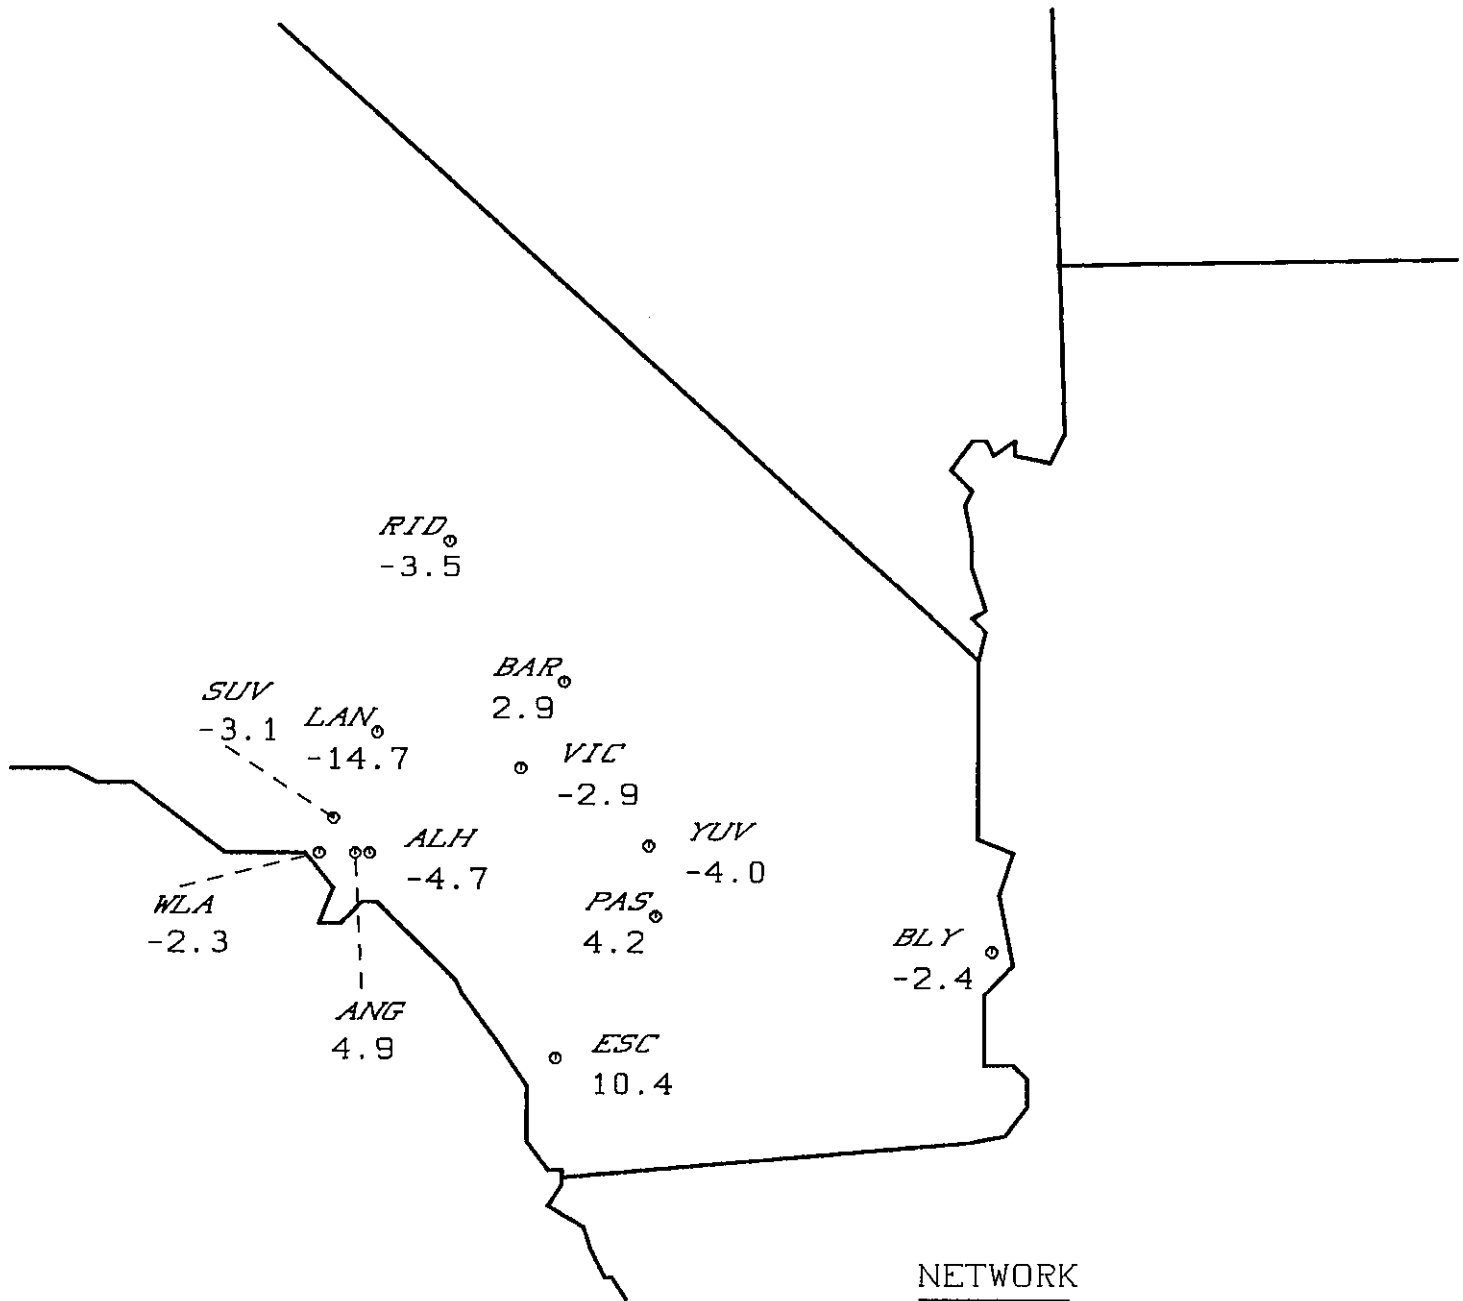 RID
-3.5
BAR
2.9
SUV
-3.1
LAN
-14.7
VIC
-2.9
ALH
-4.7
YUV
-4.0
WLA
-2.3
PAS
4.2
BLY
-2.4
ANG
4.9
ESC
10.4
NETWORK